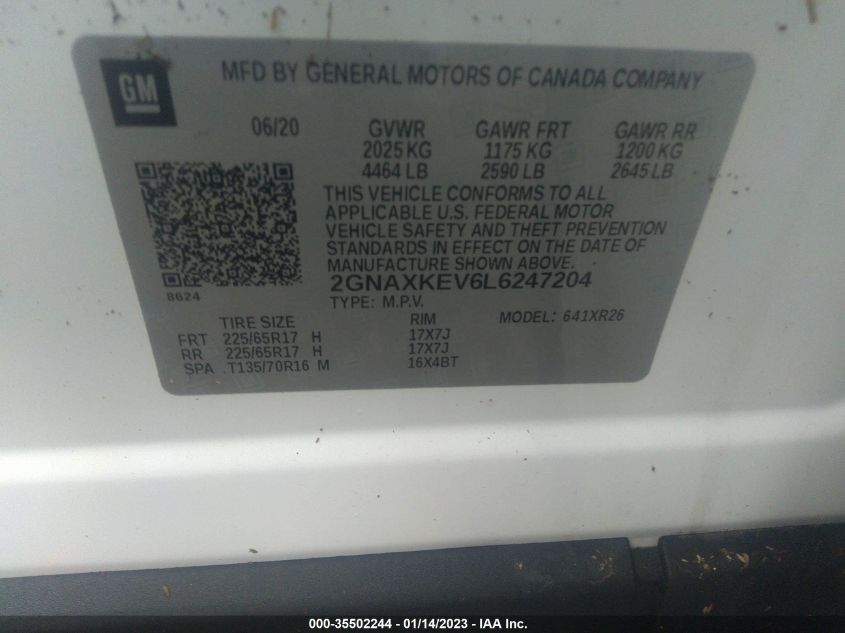 GM
MFD BY GENERAL MOTORS OF CANADA COMPANY
06/20 GVWR GAWR FRT GAWR RR
2025 KG 1175 KG 1200 KG
4464 LB 2590 LB 2645 LB
THIS VEHICLE CONFORMS TO ALL
APPLICABLE U.S. FEDERAL MOTOR
VEHICLE SAFETY AND THEFT PREVENTION
STANDARDS IN EFFECT ON THE DATE OF
MANUFACTURE SHOWN ABOVE.
8624 2GNAXKEV6L6247204
TYPE: M.P.V.
TIRE SIZE RIM MODEL: 641XR26
FRT 225/65R17 H 17X7J
RR 225/65R17 H 17X7J
SPA T135/70R16 M 16X4BT
000-35502244 - 01/14/2023 - IAA Inc.